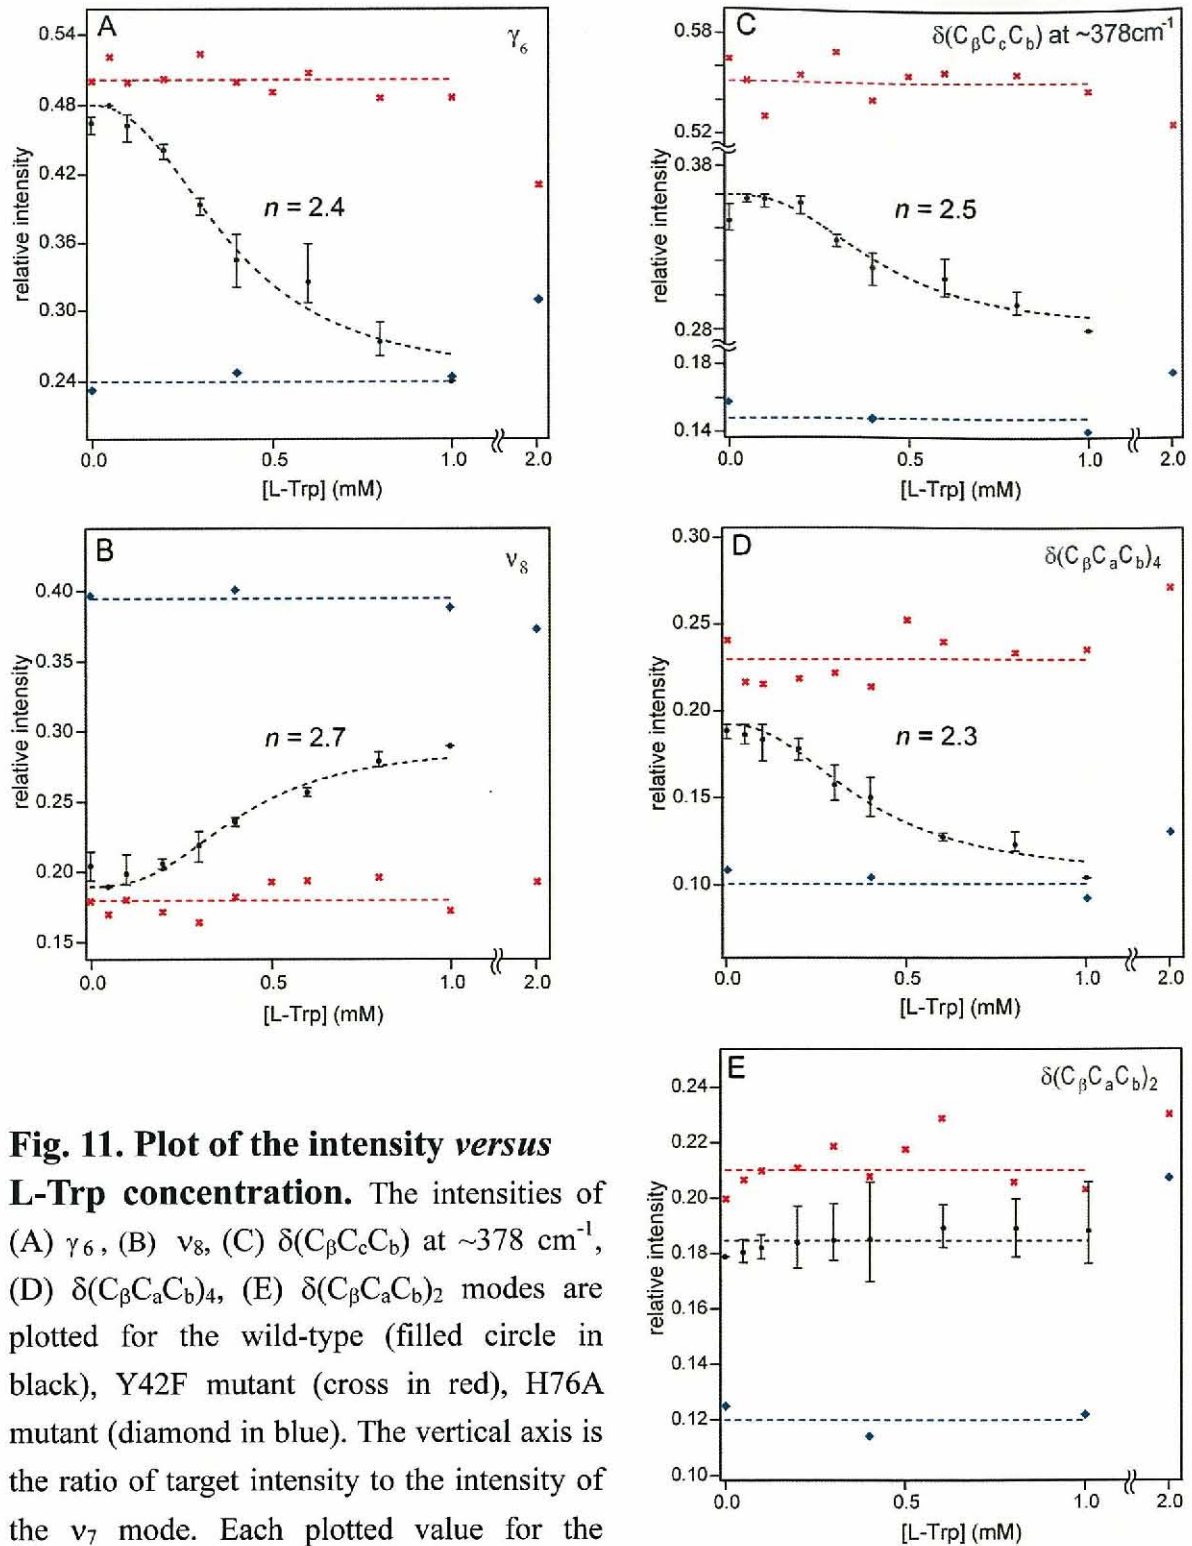 A
γ6
0.54
0.48
0.42
0.36
0.30
0.24
relative intensity
n = 2.4
0.0 0.5 1.0 2.0
[L-Trp] (mM)
C
δ(CβCcCb) at ~378cm-1
0.58
0.52
0.38
0.28
0.18
0.14
relative intensity
n = 2.5
0.0 0.5 1.0 2.0
[L-Trp] (mM)
B
ν8
0.40
0.35
0.30
0.25
0.20
0.15
relative intensity
n = 2.7
0.0 0.5 1.0 2.0
[L-Trp] (mM)
D
δ(CβCaCb)4
0.30
0.25
0.20
0.15
0.10
relative intensity
n = 2.3
0.0 0.5 1.0 2.0
[L-Trp] (mM)
E
δ(CβCaCb)2
0.24
0.22
0.20
0.18
0.16
0.14
0.12
0.10
relative intensity
0.0 0.5 1.0 2.0
[L-Trp] (mM)
Fig. 11. Plot of the intensity versus
L-Trp concentration. The intensities of
(A) γ6, (B) ν8, (C) δ(CβCcCb) at ~378 cm-1,
(D) δ(CβCaCb)4, (E) δ(CβCaCb)2 modes are
plotted for the wild-type (filled circle in
black), Y42F mutant (cross in red), H76A
mutant (diamond in blue). The vertical axis is
the ratio of target intensity to the intensity of
the ν7 mode. Each plotted value for the